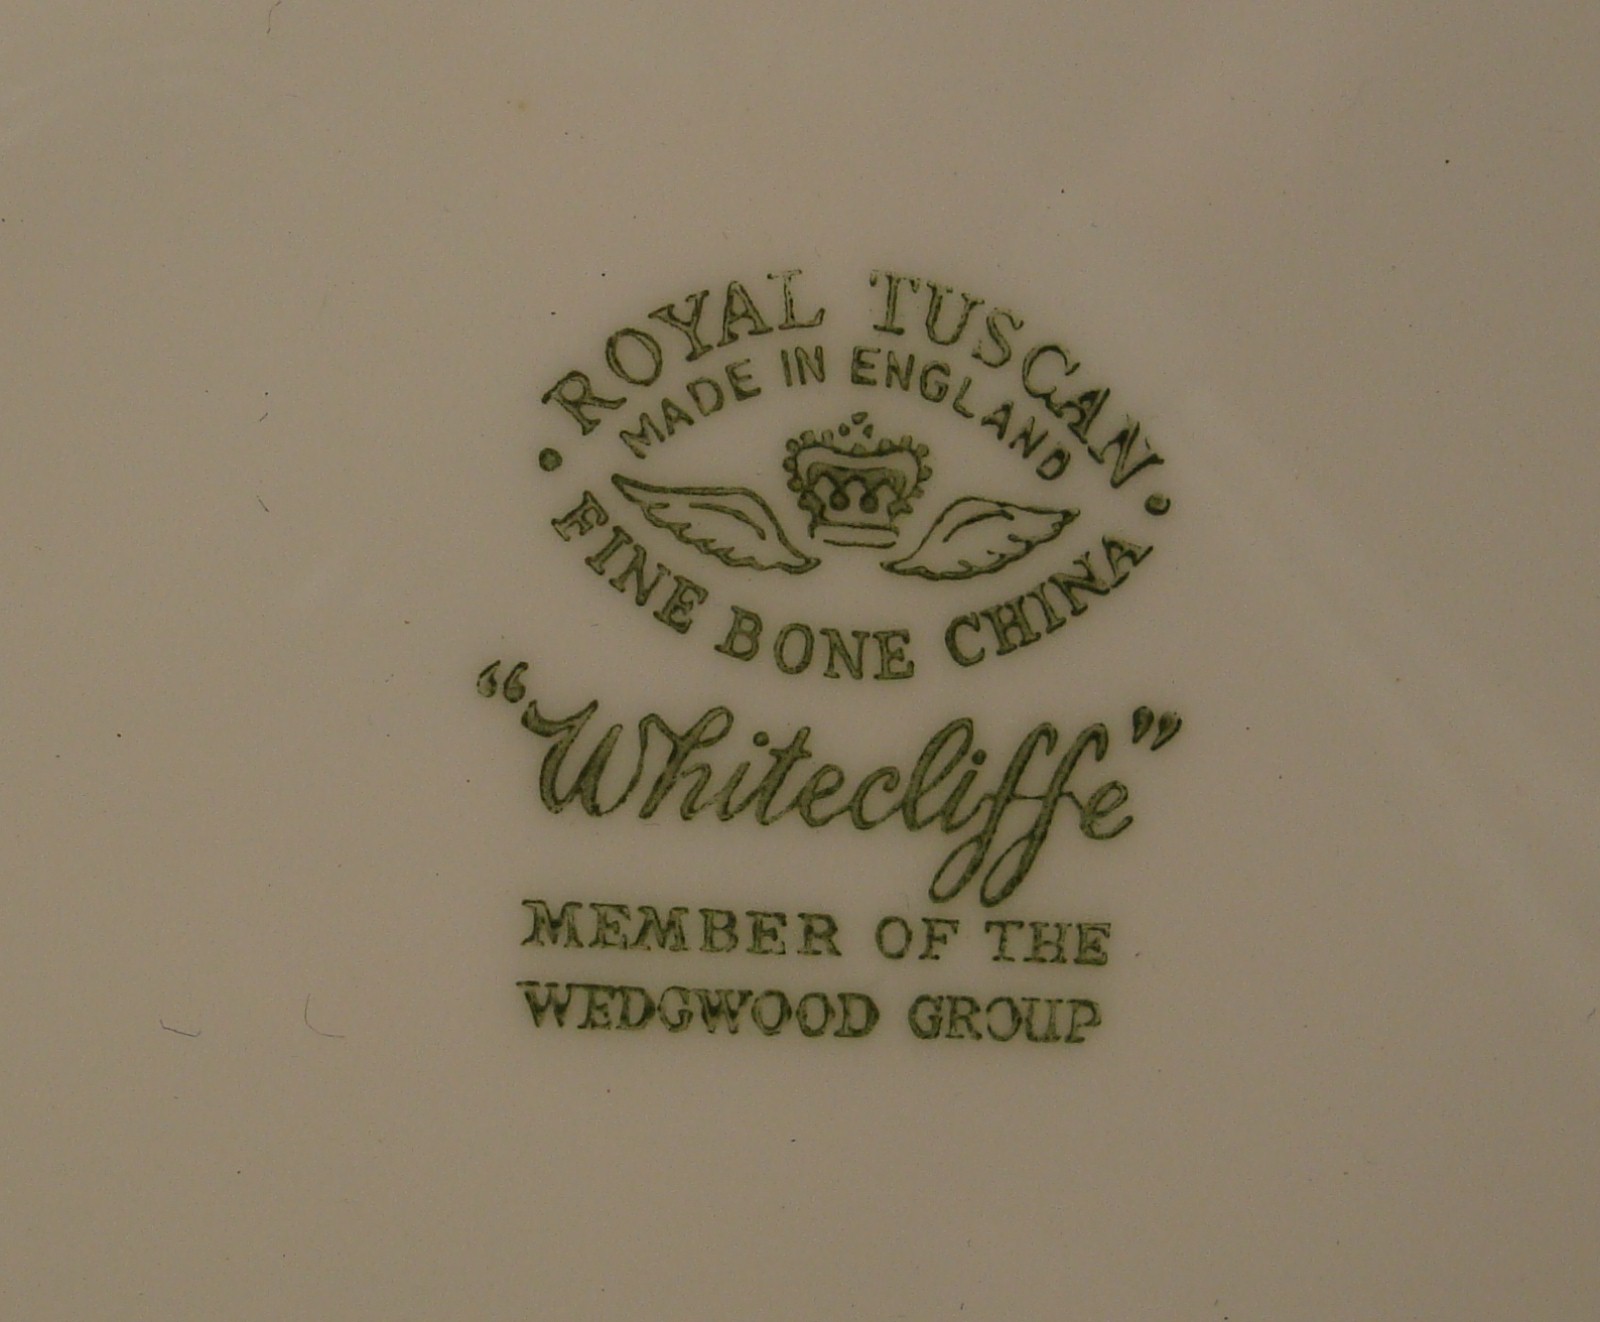 • ROYAL TUSCAN •
MADE IN ENGLAND
FINE BONE CHINA
“Whitecliffe”
MEMBER OF THE
WEDGWOOD GROUP